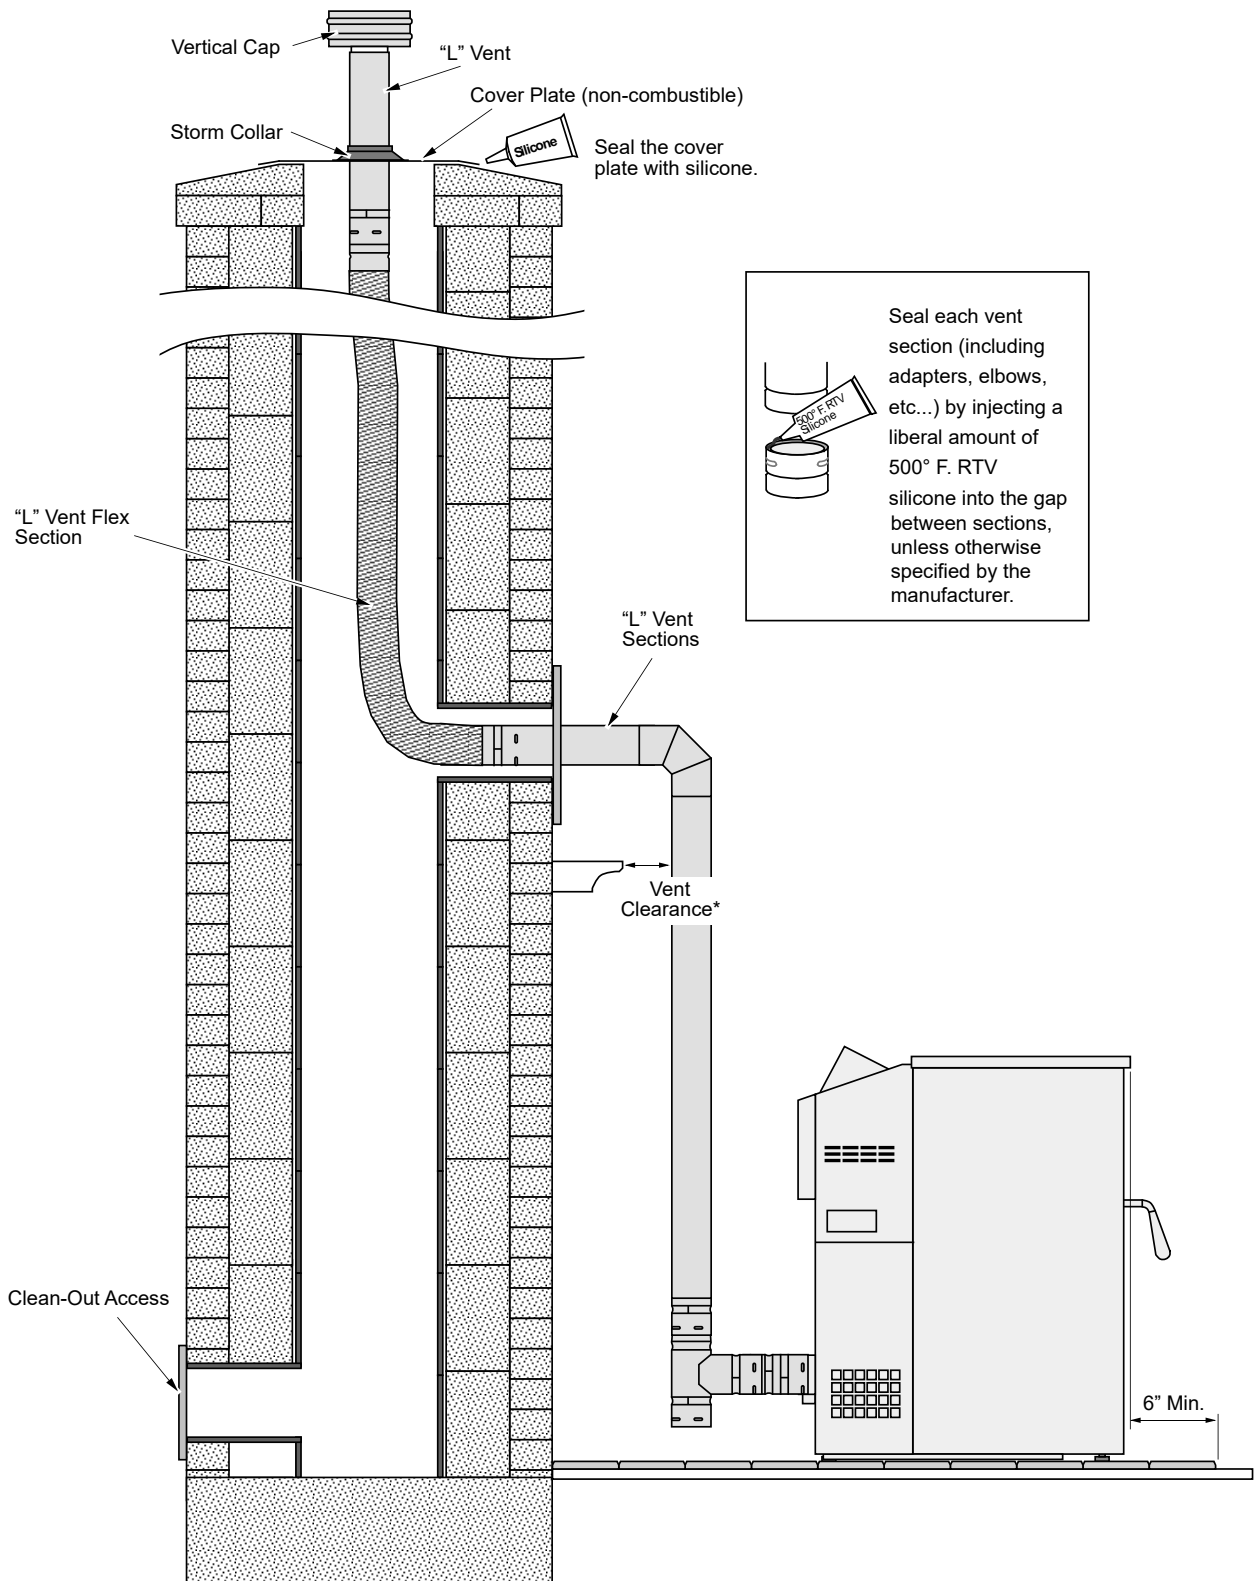 Vertical Cap
“L” Vent
Cover Plate (non-combustible)
Storm Collar
Silicone
Seal the cover
plate with silicone.
Seal each vent
section (including
adapters, elbows,
etc...) by injecting a
liberal amount of
500° F. RTV
silicone into the gap
between sections,
unless otherwise
specified by the
manufacturer.
500° F. RTV
Silicone
“L” Vent Flex
Section
“L” Vent
Sections
Vent
Clearance*
Clean-Out Access
6” Min.